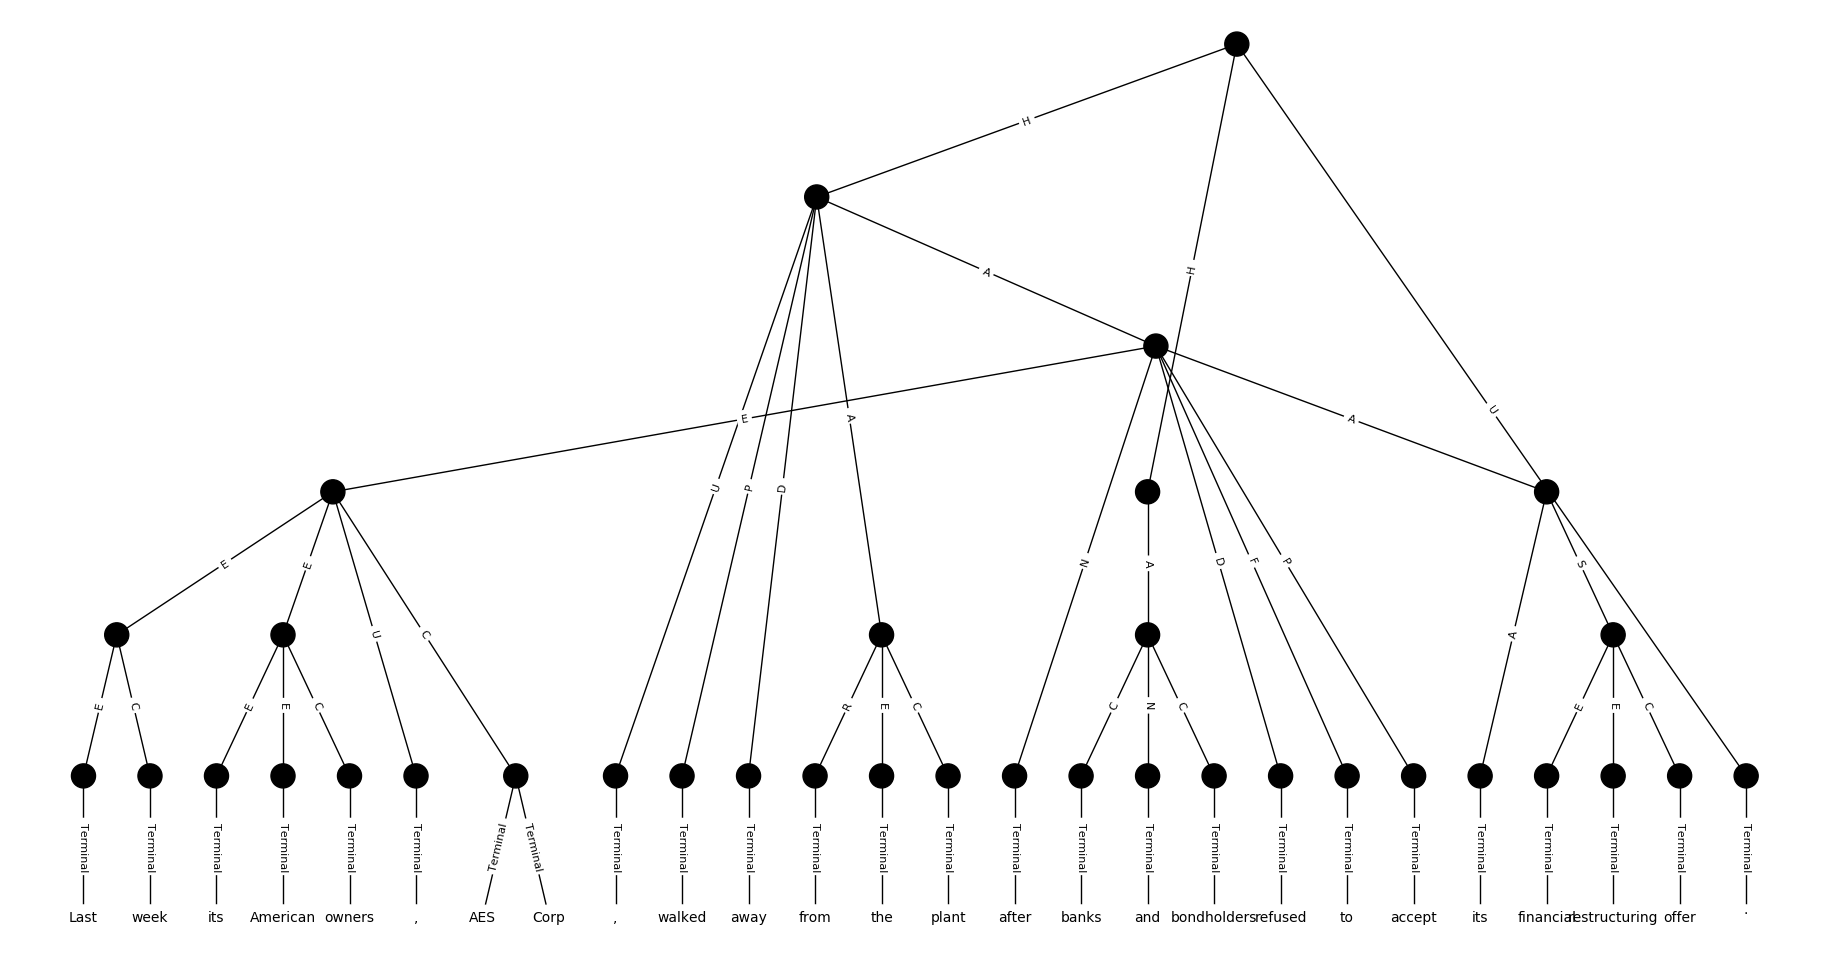 H
H
A
U
E
A
A
U
P
D
N
A
D
F
P
E
E
U
C
A
S
E
C
E
E
C
R
E
C
C
N
C
E
E
C
Terminal Terminal Terminal Terminal Terminal Terminal Terminal Terminal Terminal Terminal Terminal Terminal Terminal Terminal Terminal Terminal Terminal Terminal Terminal Terminal Terminal Terminal Terminal Terminal Terminal Terminal
Last week its American owners , AES Corp , walked away from the plant after banks and bondholders refused to accept its financial restructuring offer .